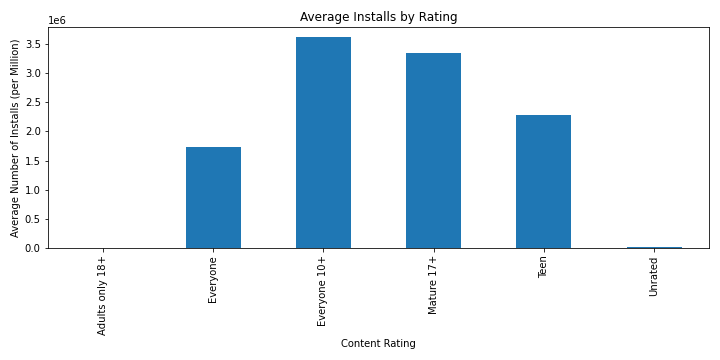 Average Installs by Rating
1e6
Average Number of Installs (per Million)
3.5
3.0
2.5
2.0
1.5
1.0
0.5
0.0
Adults only 18+
Everyone
Everyone 10+
Mature 17+
Teen
Unrated
Content Rating